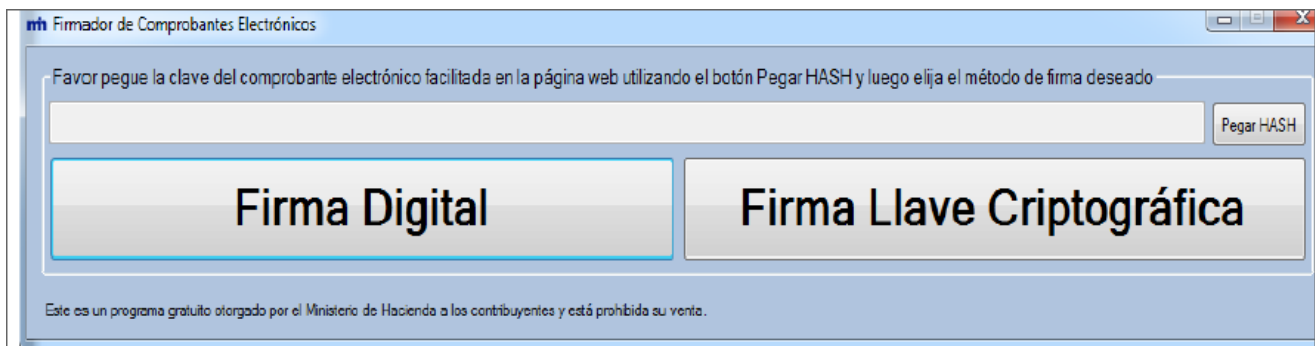 mh Firmador de Comprobantes Electrónicos
Favor pegue la clave del comprobante electrónico facilitada en la página web utilizando el botón Pegar HASH y luego elija el método de firma deseado
Pegar HASH
Firma Digital
Firma Llave Criptográfica
Este es un programa gratuito otorgado por el Ministerio de Hacienda a los contribuyentes y está prohibida su venta.